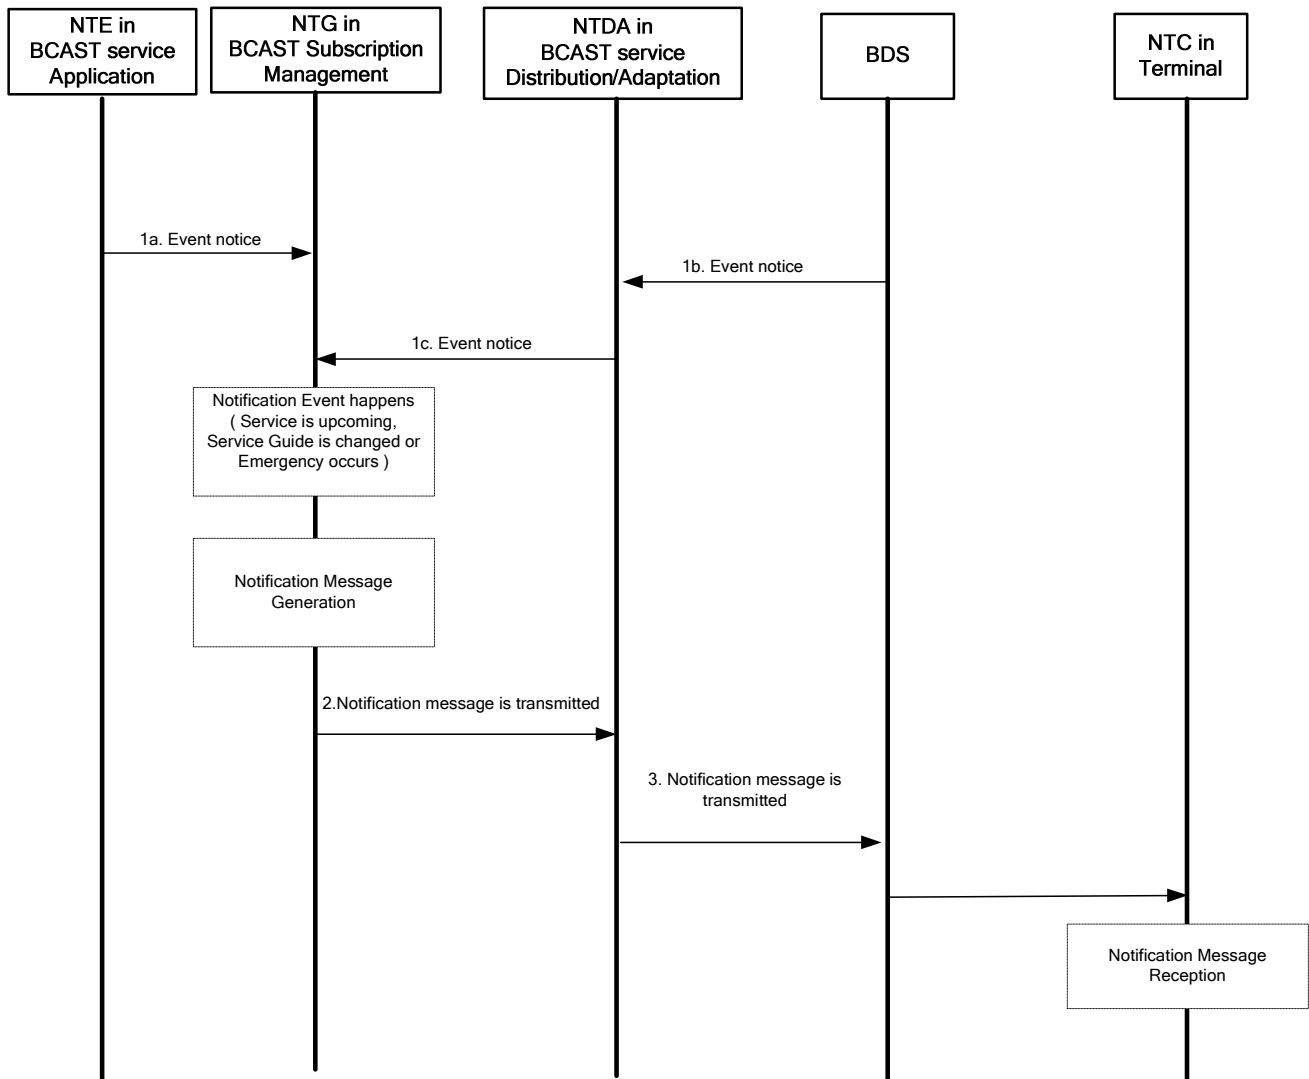 NTE in
BCAST service
Application
NTG in
BCAST Subscription
Management
NTDA in
BCAST service
Distribution/Adaptation
BDS
NTC in
Terminal
1a. Event notice
1b. Event notice
1c. Event notice
Notification Event happens
( Service is upcoming,
Service Guide is changed or
Emergency occurs )
Notification Message
Generation
2.Notification message is transmitted
3. Notification message is
transmitted
Notification Message
Reception